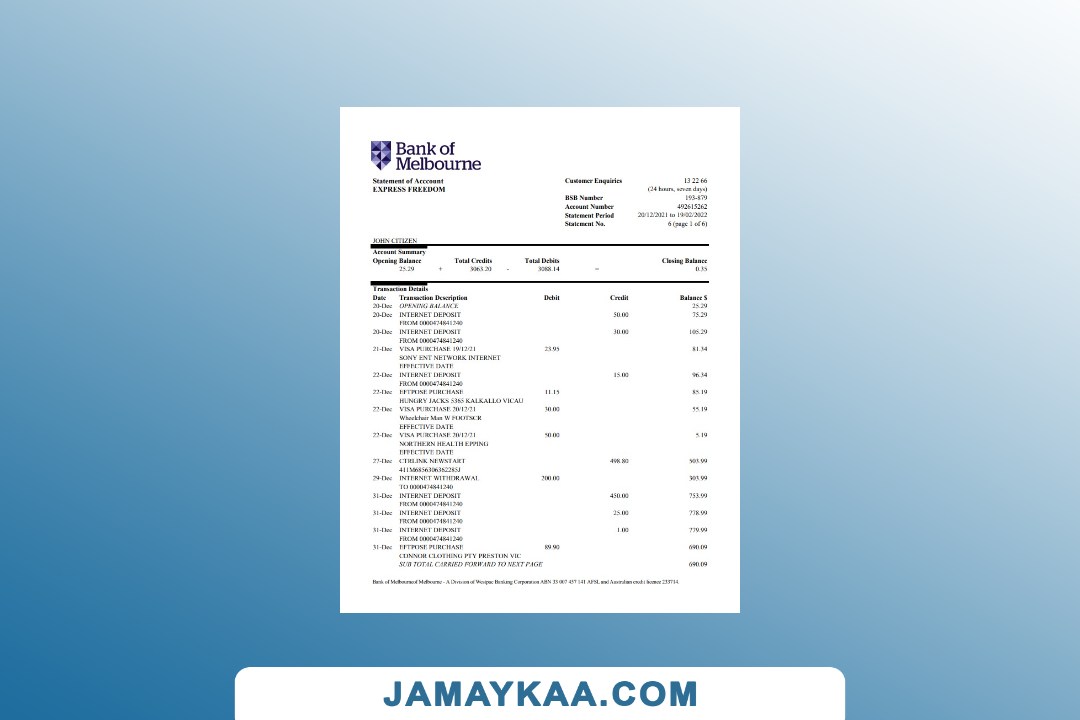 Bank of
Melbourne
Statement of Acccount
EXPRESS FREEDOM
Customer Enquiries 13 22 66
(24 hours, seven days)
BSB Number 193-879
Account Number 492615262
Statement Period 20/12/2021 to 19/02/2022
Statement No. 6 (page 1 of 6)
JOHN CITIZEN
Account Summary
Opening Balance Total Credits Total Debits Closing Balance
25.29 + 3063.20 - 3088.14 = 0.35
Transaction Details
Date Transaction Description Debit Credit Balance $
20-Dec OPENING BALANCE 25.29
20-Dec INTERNET DEPOSIT 50.00 75.29
FROM 0000474841240
20-Dec INTERNET DEPOSIT 30.00 105.29
FROM 0000474841240
21-Dec VISA PURCHASE 19/12/21 23.95 81.34
SONY ENT NETWORK INTERNET
EFFECTIVE DATE
22-Dec INTERNET DEPOSIT 15.00 96.34
FROM 0000474841240
22-Dec EFTPOSE PURCHASE 11.15 85.19
HUNGRY JACKS 5365 KALKALLO VICAU
22-Dec VISA PURCHASE 20/12/21 30.00 55.19
Wheelchair Man W FOOTSCR
EFFECTIVE DATE
22-Dec VISA PURCHASE 20/12/21 50.00 5.19
NORTHERN HEALTH EPPING
EFFECTIVE DATE
27-Dec CTRLINK NEWSTART 498.80 503.99
411M6856306362285J
29-Dec INTERNET WITHDRAWAL 200.00 303.99
TO 0000474841240
31-Dec INTERNET DEPOSIT 450.00 753.99
FROM 0000474841240
31-Dec INTERNET DEPOSIT 25.00 778.99
FROM 0000474841240
31-Dec INTERNET DEPOSIT 1.00 779.99
FROM 0000474841240
31-Dec EFTPOSE PURCHASE 89.90 690.09
CONNOR CLOTHING PTY PRESTON VIC
SUB TOTAL CARRIED FORWARD TO NEXT PAGE 690.09
Bank of Melbourneof Melbourne - A Division of Westpac Banking Corporation ABN 33 007 457 141 AFSL and Australian credit licence 233714.
JAMAYKAA.COM